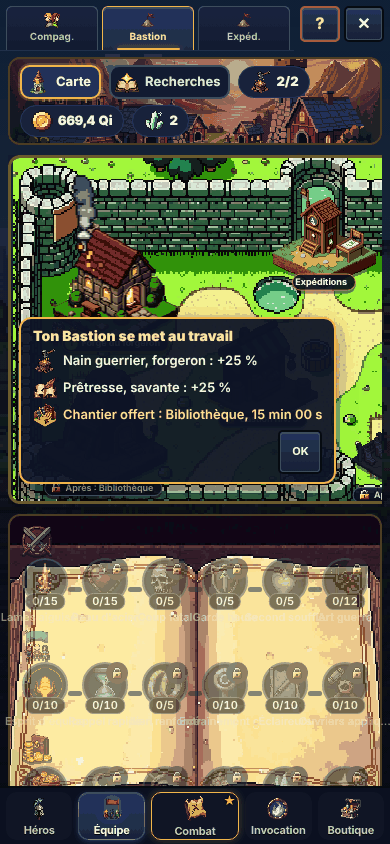 Compag.
Bastion
Expéd.
?
×
Carte
Recherches
2/2
669,4 Qi
2
Expéditions
Ton Bastion se met au travail
Nain guerrier, forgeron : +25 %
Prêtresse, savante : +25 %
Chantier offert : Bibliothèque, 15 min 00 s
OK
Après : Bibliothèque
0/15
0/15
0/5
0/5
0/5
0/12
0/10
0/10
0/5
0/10
0/10
0/10
Héros
Équipe
Combat
Invocation
Boutique